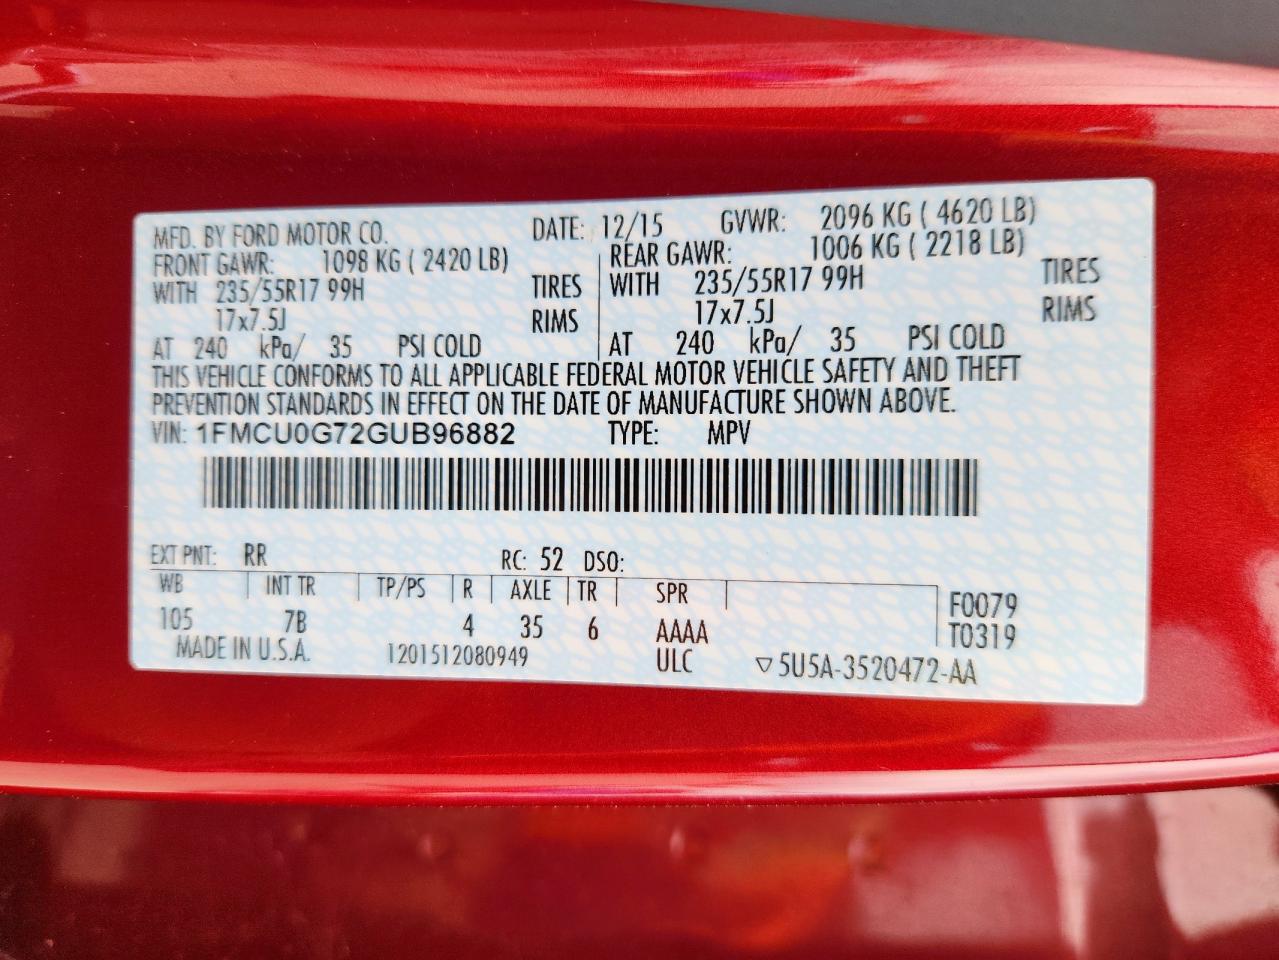 MFD. BY FORD MOTOR CO. DATE: 12/15 GVWR: 2096 KG ( 4620 LB)
FRONT GAWR: 1098 KG ( 2420 LB) REAR GAWR: 1006 KG ( 2218 LB)
WITH 235/55R17 99H TIRES WITH 235/55R17 99H TIRES
17x7.5J RIMS 17x7.5J RIMS
AT 240 kPa/ 35 PSI COLD AT 240 kPa/ 35 PSI COLD
THIS VEHICLE CONFORMS TO ALL APPLICABLE FEDERAL MOTOR VEHICLE SAFETY AND THEFT
PREVENTION STANDARDS IN EFFECT ON THE DATE OF MANUFACTURE SHOWN ABOVE.
VIN: 1FMCU0G72GUB96882 TYPE: MPV
EXT PNT: RR RC: 52 DSO:
WB INT TR TP/PS R AXLE TR SPR F0079
105 7B 4 35 6 AAAA T0319
MADE IN U.S.A. 1201512080949 ULC ▽5U5A-3520472-AA